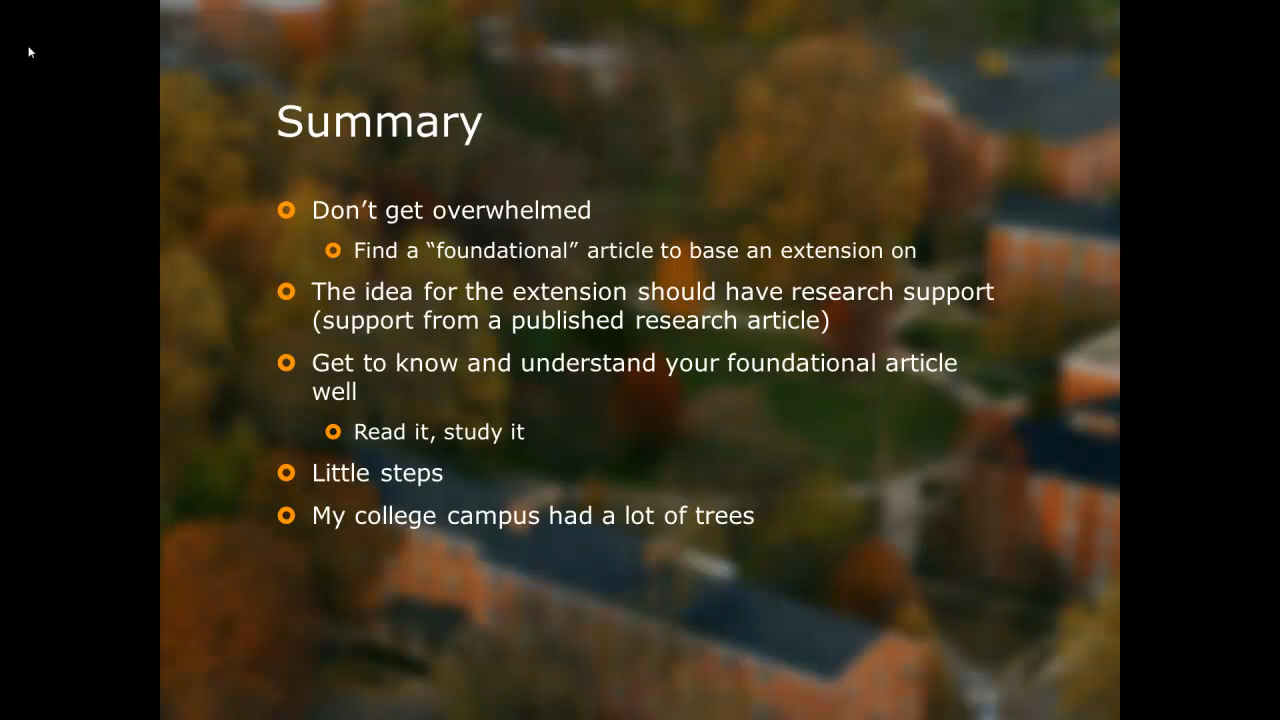 Summary
Don’t get overwhelmed
Find a “foundational” article to base an extension on
The idea for the extension should have research support
(support from a published research article)
Get to know and understand your foundational article
well
Read it, study it
Little steps
My college campus had a lot of trees